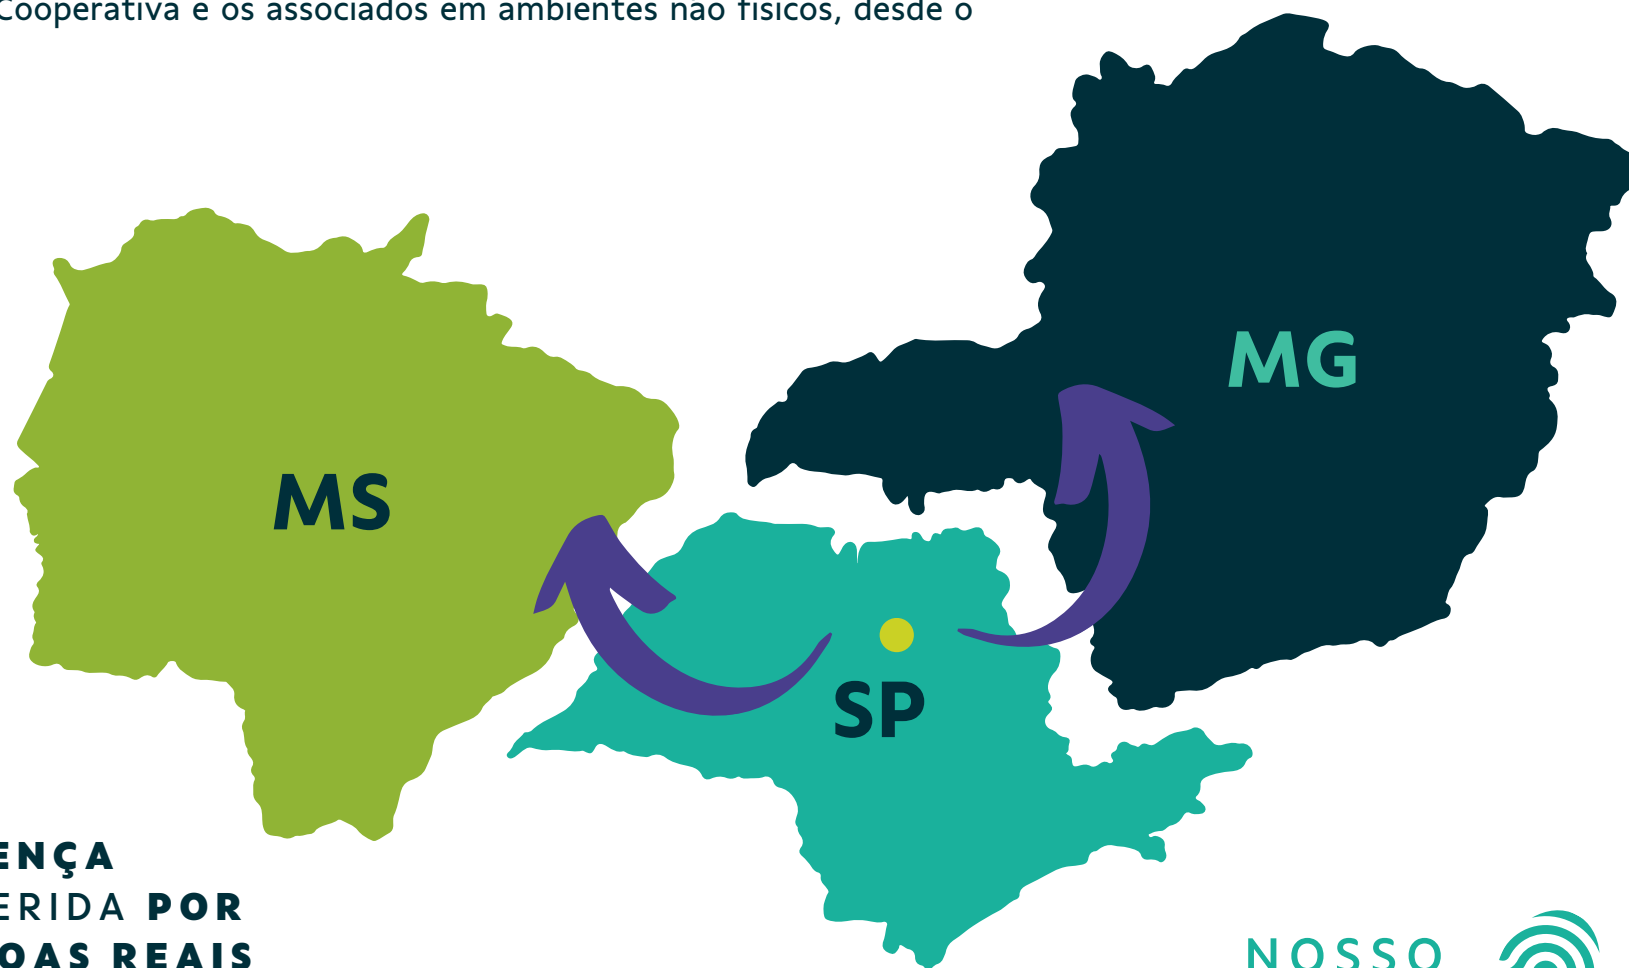 Cooperativa e os associados em ambientes não físicos, desde o
MG
MS
SP
ENÇA
ERIDA POR
OAS REAIS
NOSSO